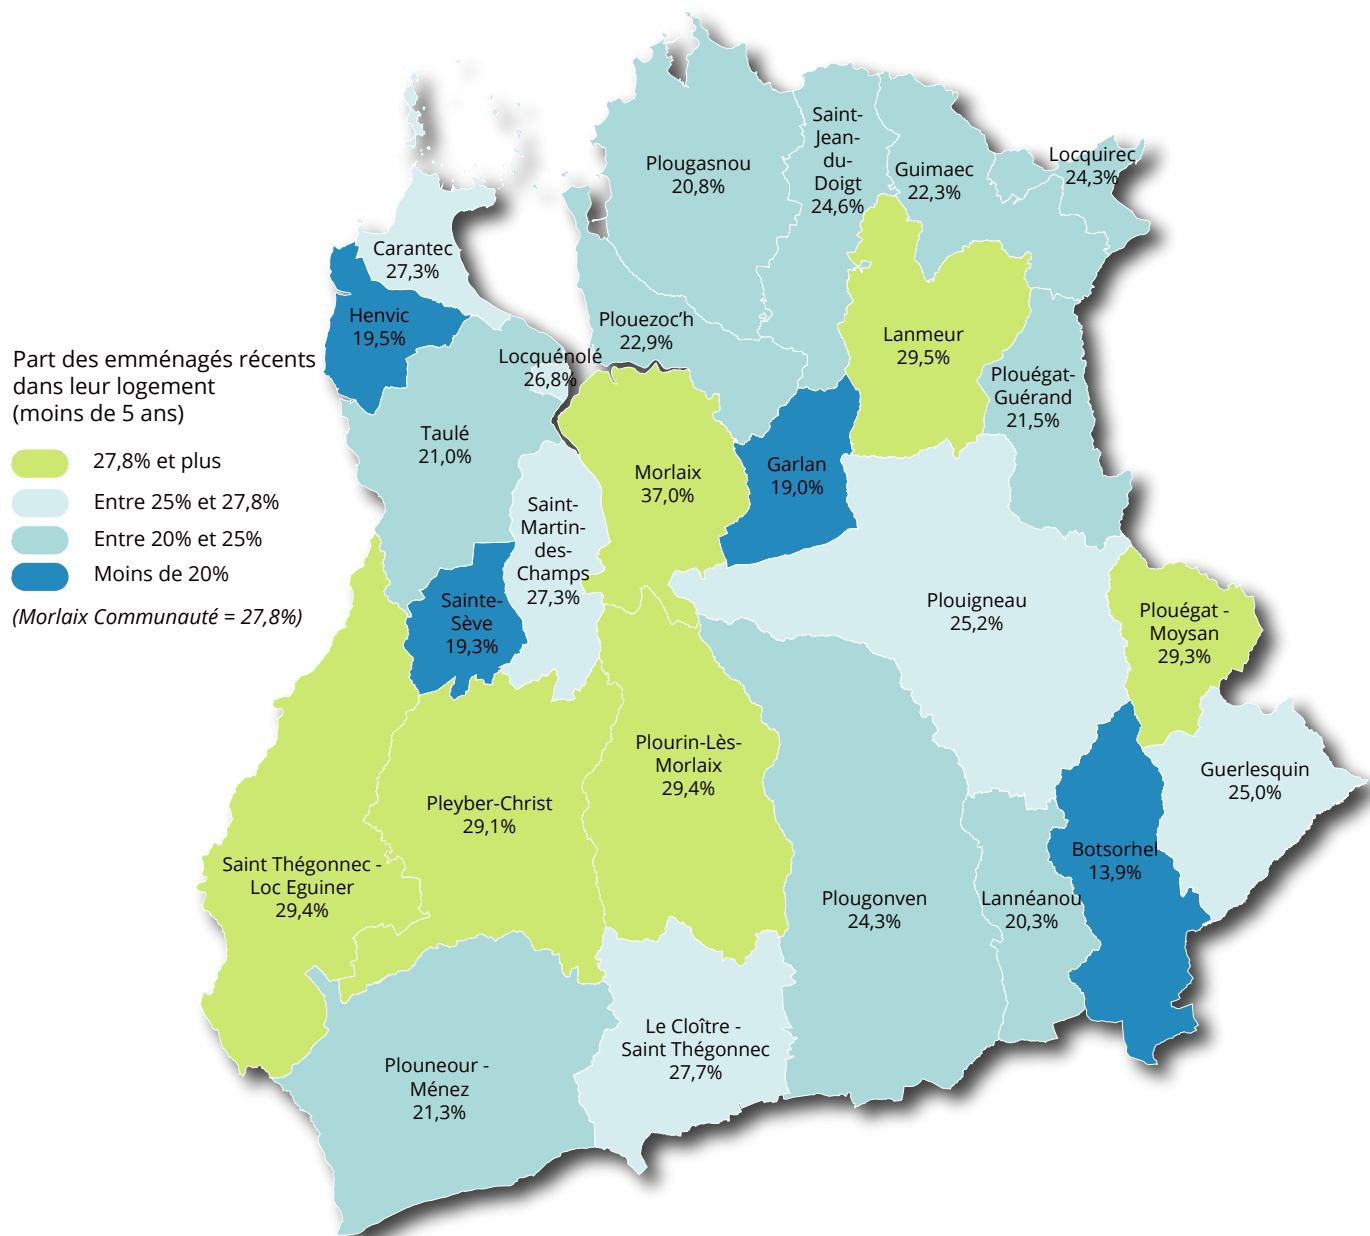 Saint-
Jean-
du-
Doigt
24,6%
Plougasnou
20,8%
Guimaec
22,3%
Locquirec
24,3%
Carantec
27,3%
Henvic
19,5%
Plouezoc'h
22,9%
Lanmeur
29,5%
Locquénolé
26,8%
Plouégat-
Guérand
21,5%
Part des emménagés récents
dans leur logement
(moins de 5 ans)
27,8% et plus
Entre 25% et 27,8%
Entre 20% et 25%
Moins de 20%
(Morlaix Communauté = 27,8%)
Taulé
21,0%
Morlaix
37,0%
Garlan
19,0%
Saint-
Martin-
des-
Champs
27,3%
Sainte-
Sève
19,3%
Plouigneau
25,2%
Plouégat -
Moysan
29,3%
Plourin-Lès-
Morlaix
29,4%
Guerlesquin
25,0%
Pleyber-Christ
29,1%
Botsorhel
13,9%
Saint Thégonnec -
Loc Eguiner
29,4%
Plougonven
24,3%
Lannéanou
20,3%
Le Cloître -
Saint Thégonnec
27,7%
Plouneour -
Ménez
21,3%